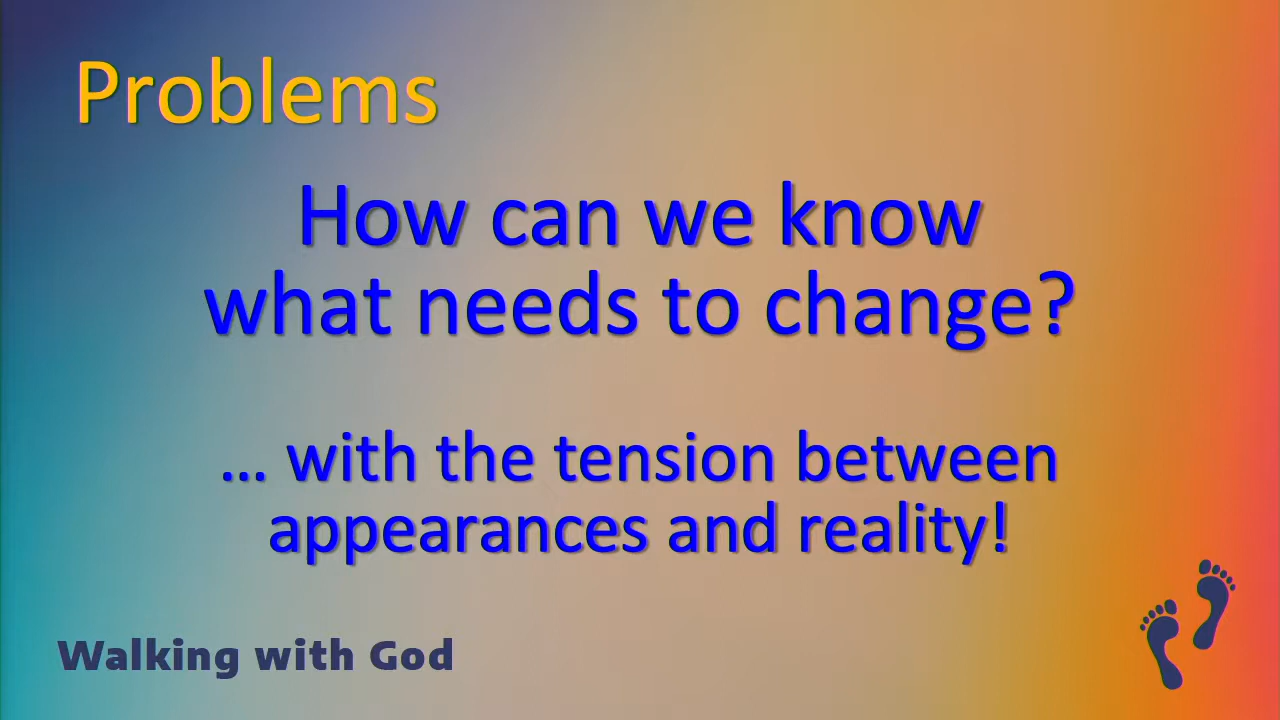 Problems
How can we know
what needs to change?
... with the tension between
appearances and reality!
Walking with God